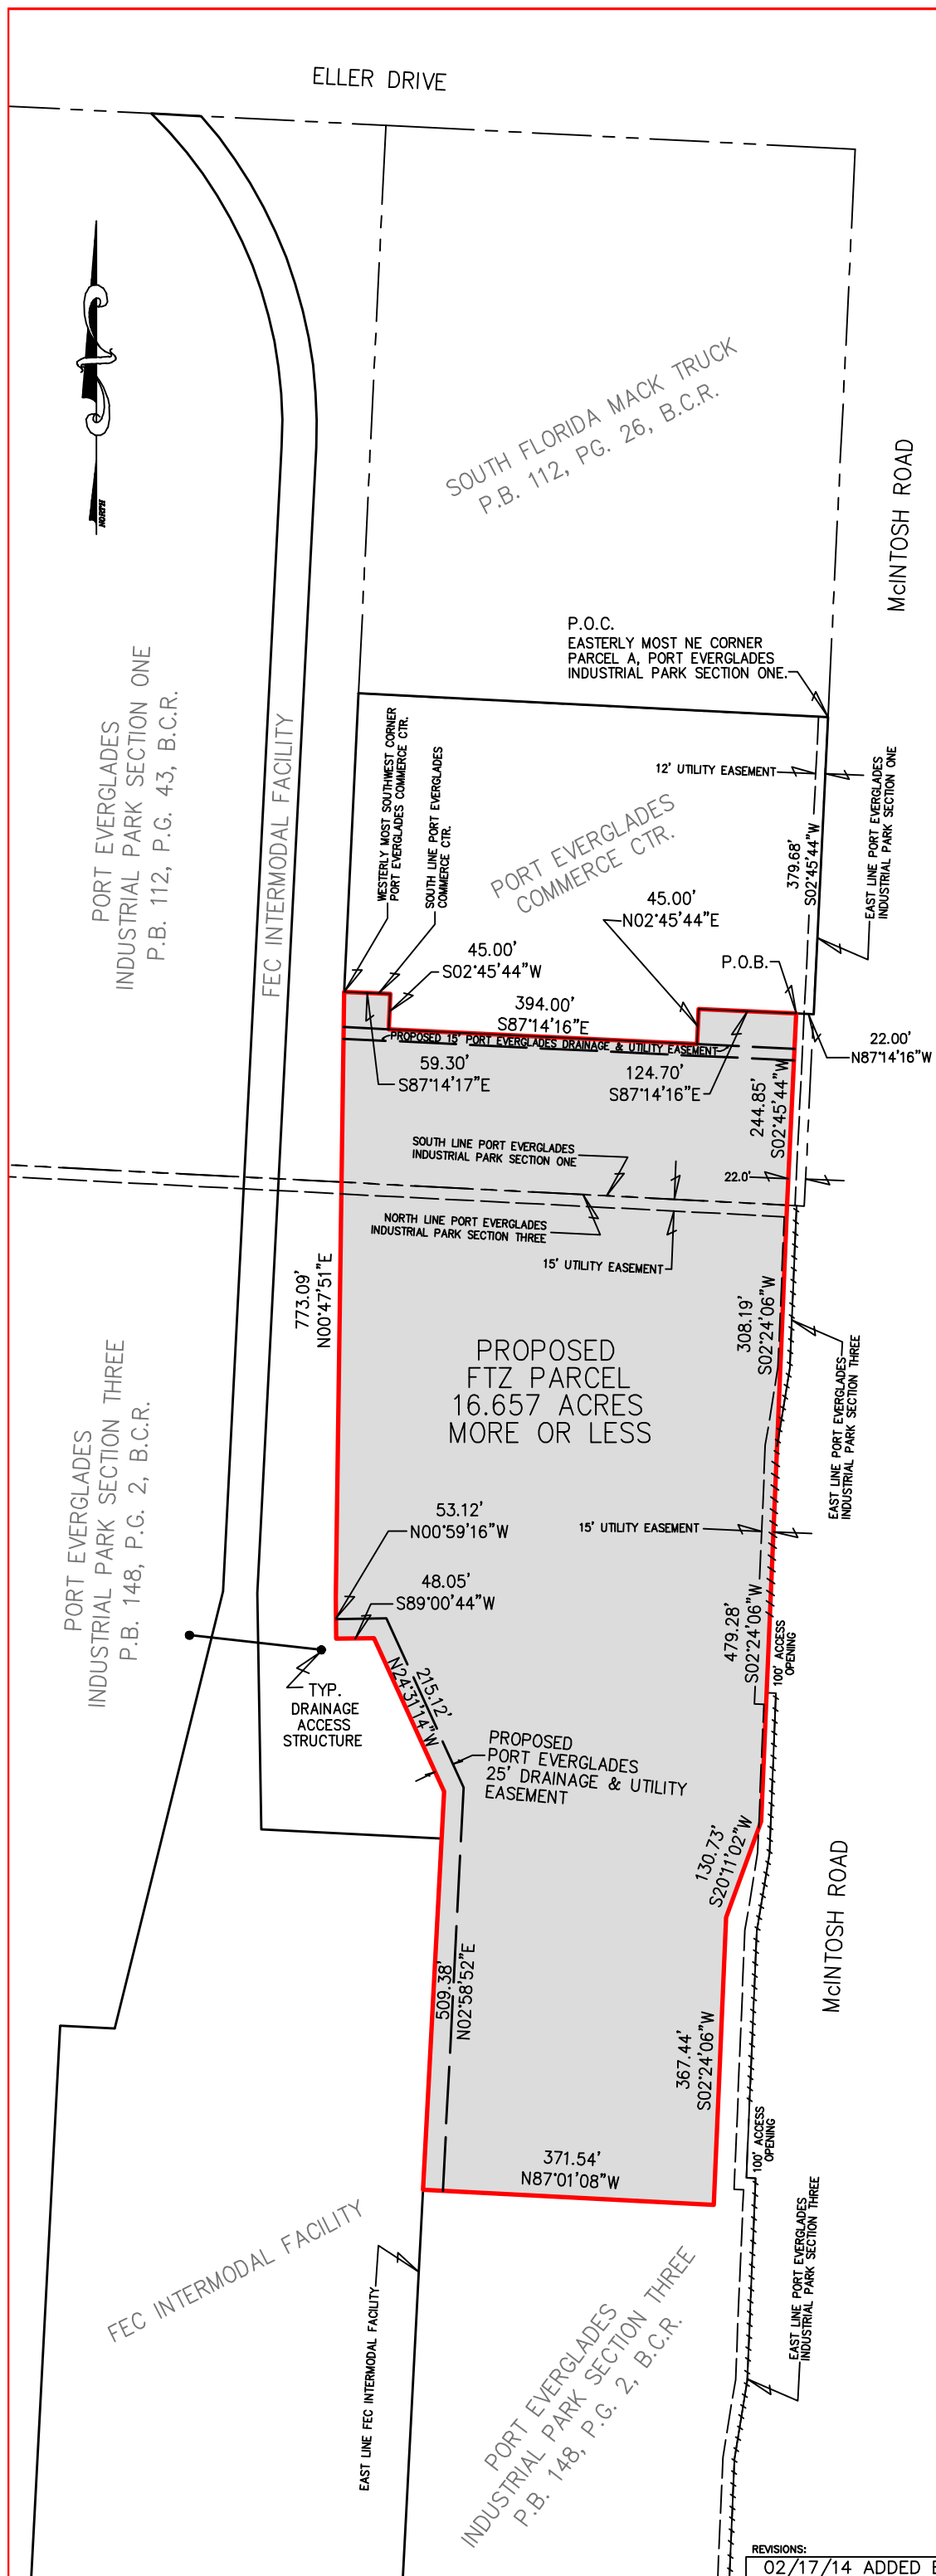 ELLER DRIVE
NORTH
SOUTH FLORIDA MACK TRUCK
P.B. 112, PG. 26, B.C.R.
McINTOSH ROAD
P.O.C.
EASTERLY MOST NE CORNER
PARCEL A, PORT EVERGLADES
INDUSTRIAL PARK SECTION ONE.
PORT EVERGLADES
INDUSTRIAL PARK SECTION ONE
P.B. 112, P.G. 43, B.C.R.
FEC INTERMODAL FACILITY
WESTERLY MOST SOUTHWEST CORNER
PORT EVERGLADES COMMERCE CTR.
SOUTH LINE PORT EVERGLADES
COMMERCE CTR.
12' UTILITY EASEMENT
PORT EVERGLADES
COMMERCE CTR.
379.68'
S02°45'44"W
EAST LINE PORT EVERGLADES
INDUSTRIAL PARK SECTION ONE
45.00'
N02°45'44"E
45.00'
S02°45'44"W
P.O.B.
394.00'
S87°14'16"E
PROPOSED 15' PORT EVERGLADES DRAINAGE & UTILITY EASEMENT
22.00'
N87°14'16"W
59.30'
S87°14'17"E
124.70'
S87°14'16"E
244.85'
S02°45'44"W
SOUTH LINE PORT EVERGLADES
INDUSTRIAL PARK SECTION ONE
22.0'
NORTH LINE PORT EVERGLADES
INDUSTRIAL PARK SECTION THREE
15' UTILITY EASEMENT
773.09'
N00°47'51"E
308.19'
S02°24'06"W
PROPOSED
FTZ PARCEL
16.657 ACRES
MORE OR LESS
EAST LINE PORT EVERGLADES
INDUSTRIAL PARK SECTION THREE
PORT EVERGLADES
INDUSTRIAL PARK SECTION THREE
P.B. 148, P.G. 2, B.C.R.
53.12'
N00°59'16"W
15' UTILITY EASEMENT
48.05'
S89°00'44"W
479.28'
S02°24'06"W
100' ACCESS
OPENING
215.12'
N24°31'14"W
TYP.
DRAINAGE
ACCESS
STRUCTURE
PROPOSED
PORT EVERGLADES
25' DRAINAGE & UTILITY
EASEMENT
130.73'
S20°11'02"W
McINTOSH ROAD
509.38'
N02°58'52"E
367.44'
S02°24'06"W
100' ACCESS
OPENING
371.54'
N87°01'08"W
FEC INTERMODAL FACILITY
EAST LINE FEC INTERMODAL FACILITY
EAST LINE PORT EVERGLADES
INDUSTRIAL PARK SECTION THREE
PORT EVERGLADES
INDUSTRIAL PARK SECTION THREE
P.B. 148, P.G. 2, B.C.R.
REVISIONS:
02/17/14 ADDED